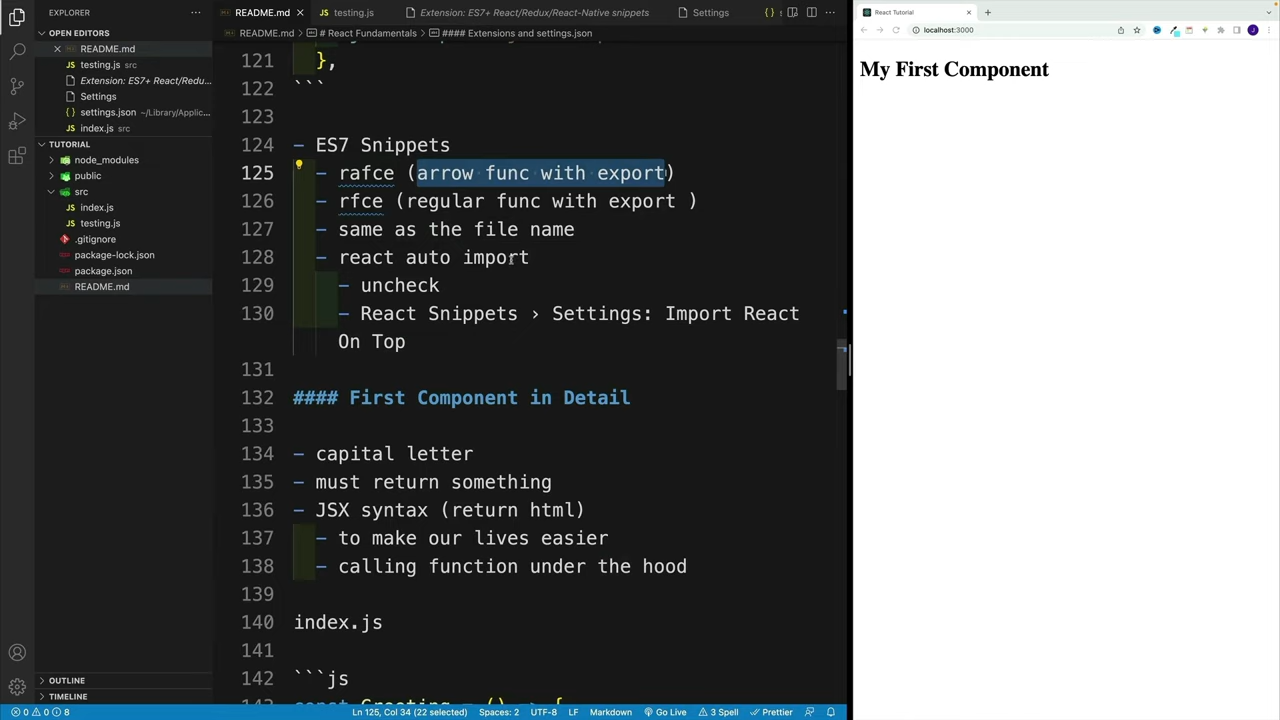 EXPLORER
OPEN EDITORS
README.md
testing.js src
Extension: ES7+ React/Redu...
Settings
settings.json ~/Library/Applic...
index.js src
TUTORIAL
node_modules
public
src
index.js
testing.js
.gitignore
package-lock.json
package.json
README.md
OUTLINE
TIMELINE
README.md
testing.js
Extension: ES7+ React/Redux/React-Native snippets
Settings
README.md > # React Fundamentals > #### Extensions and settings.json
121 },
122 ```
123
124 - ES7 Snippets
125 - rafce (arrow func with export)
126 - rfce (regular func with export )
127 - same as the file name
128 - react auto import
129 - uncheck
130 - React Snippets › Settings: Import React
On Top
131
132 #### First Component in Detail
133
134 - capital letter
135 - must return something
136 - JSX syntax (return html)
137 - to make our lives easier
138 - calling function under the hood
139
140 index.js
141
142 ```js
143 const Greeting = () => {
0 0 8
Ln 125, Col 34 (22 selected)
Spaces: 2
UTF-8
LF
Markdown
Go Live
3 Spell
Prettier
React Tutorial
localhost:3000
J
My First Component